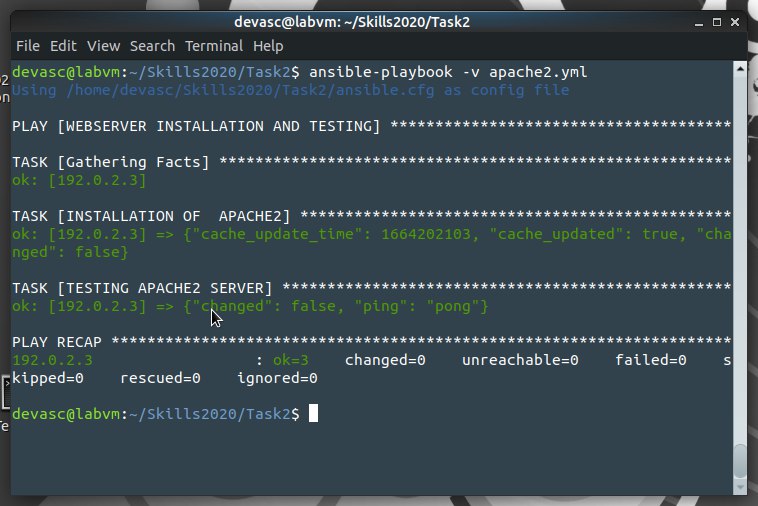 devasc@labvm: ~/Skills2020/Task2
File Edit View Search Terminal Help
devasc@labvm:~/Skills2020/Task2$ ansible-playbook -v apache2.yml
Using /home/devasc/Skills2020/Task2/ansible.cfg as config file
PLAY [WEBSERVER INSTALLATION AND TESTING] **************************************
TASK [Gathering Facts] *********************************************************
ok: [192.0.2.3]
TASK [INSTALLATION OF  APACHE2] ************************************************
ok: [192.0.2.3] => {"cache_update_time": 1664202103, "cache_updated": true, "cha
nged": false}
TASK [TESTING APACHE2 SERVER] **************************************************
ok: [192.0.2.3] => {"changed": false, "ping": "pong"}
PLAY RECAP *********************************************************************
192.0.2.3                  : ok=3    changed=0    unreachable=0    failed=0    s
kipped=0    rescued=0    ignored=0
devasc@labvm:~/Skills2020/Task2$